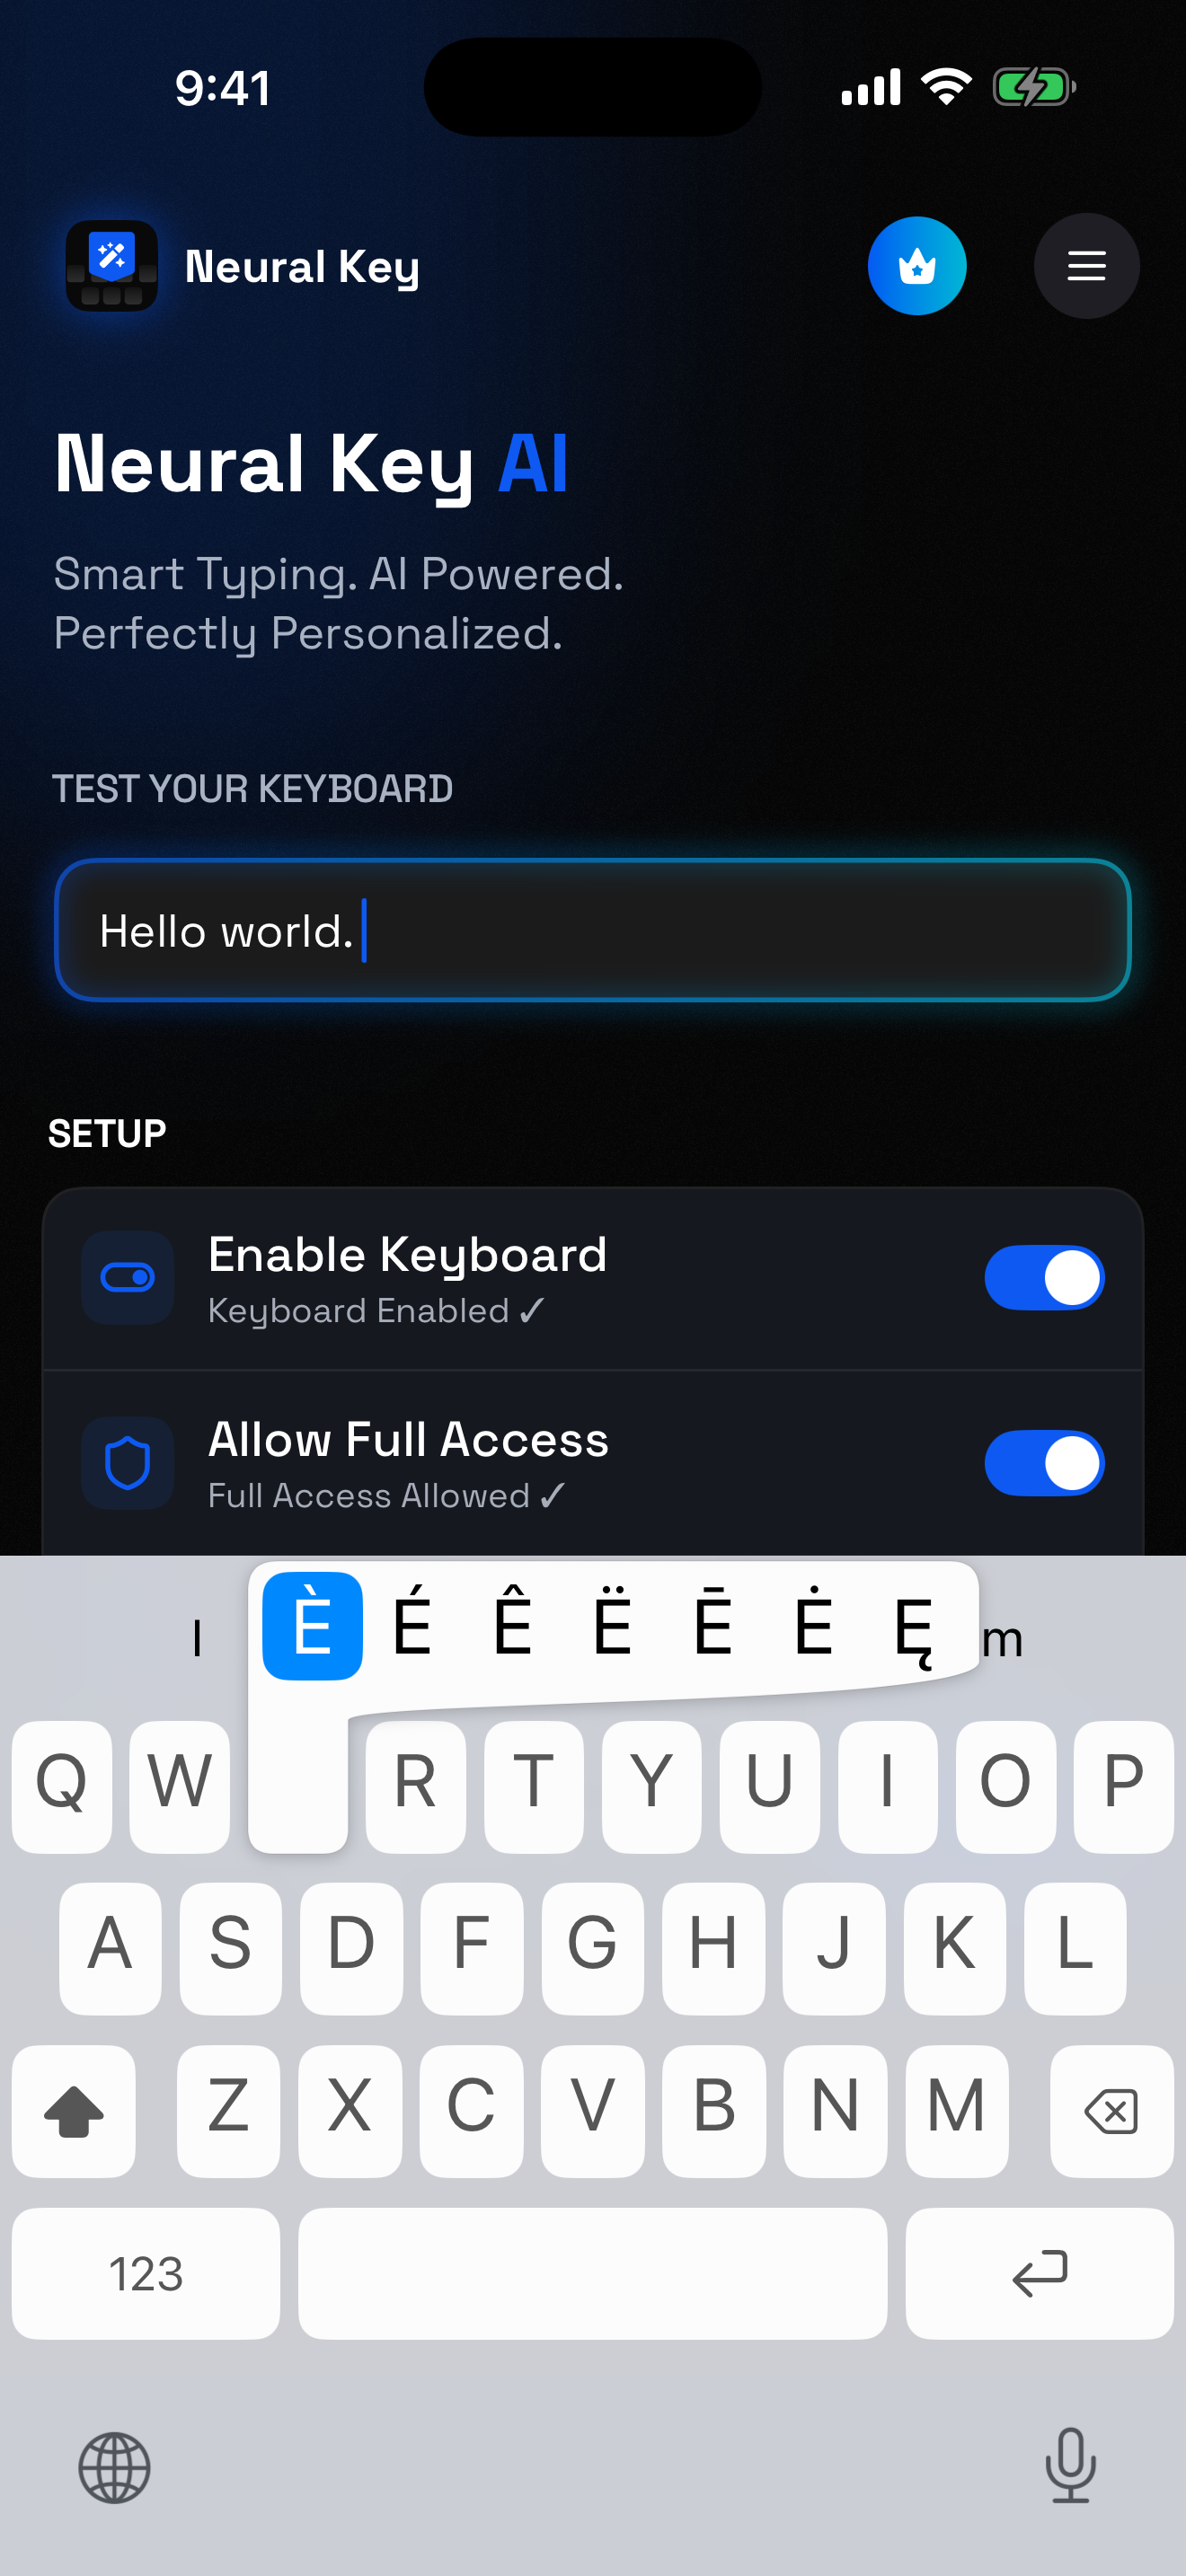 9:41
Neural Key
Neural Key AI
Smart Typing. AI Powered.
Perfectly Personalized.
TEST YOUR KEYBOARD
Hello world.
SETUP
Enable Keyboard
Keyboard Enabled ✓
Allow Full Access
Full Access Allowed ✓
I È É Ê Ë Ē Ė Ę m
Q W R T Y U I O P
A S D F G H J K L
Z X C V B N M
123